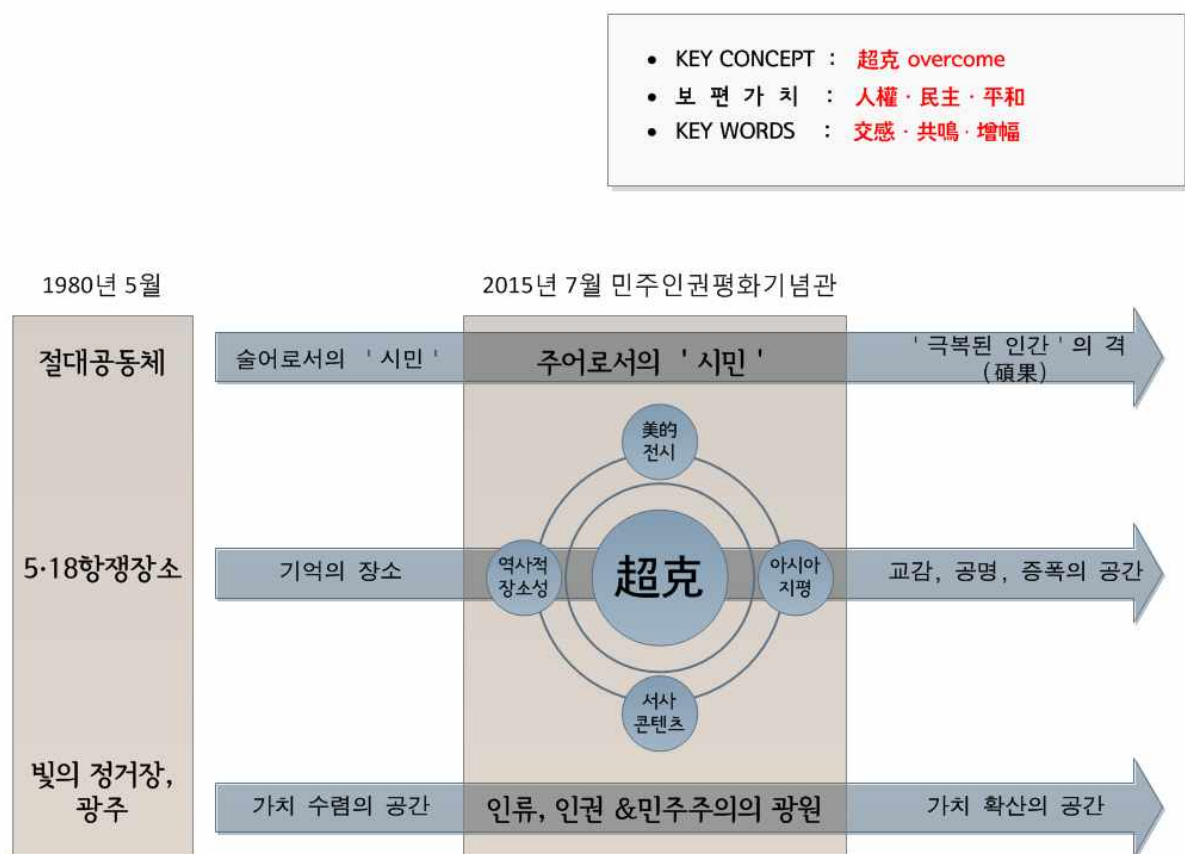 • KEY CONCEPT : 超克 overcome
• 보 편 가 치 : 人權 · 民主 · 平和
• KEY WORDS : 交感 · 共鳴 · 增幅
1980년 5월
2015년 7월 민주인권평화기념관
절대공동체
술어로서의 '시민'
주어로서의 '시민'
'극복된 인간'의 격
(碩果)
美的
전시
5·18항쟁장소
기억의 장소
역사적
장소성
超克
아시아
지평
교감, 공명, 증폭의 공간
서사
콘텐츠
빛의 정거장,
광주
가치 수렴의 공간
인류, 인권 &민주주의의 광원
가치 확산의 공간